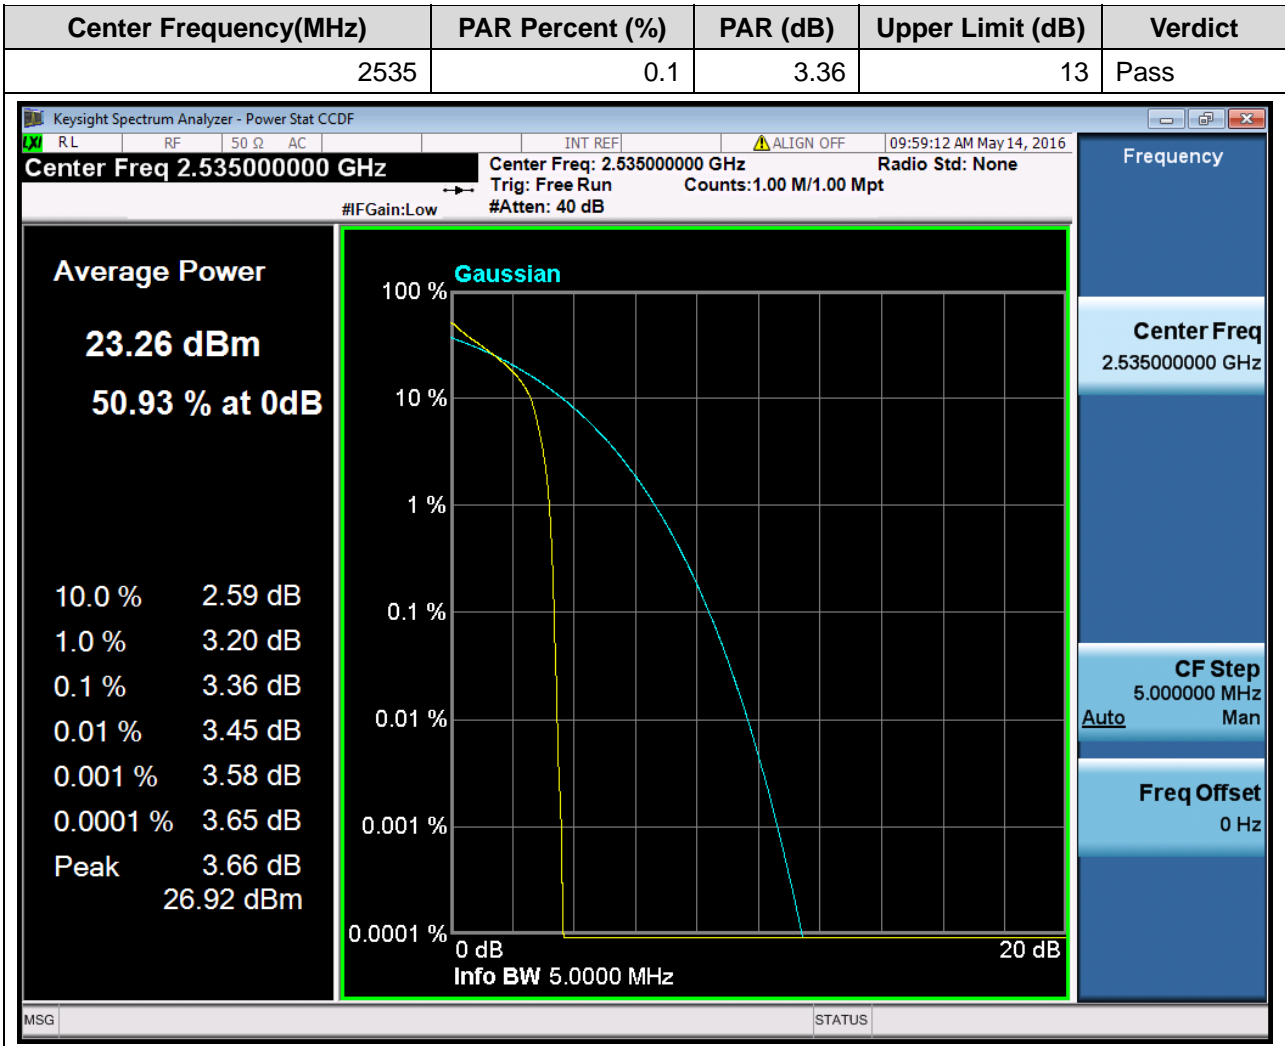 Center Frequency(MHz) PAR Percent (%) PAR (dB) Upper Limit (dB) Verdict
2535 0.1 3.36 13 Pass
Keysight Spectrum Analyzer - Power Stat CCDF
LXI RL RF 50 Ω AC INT REF ALIGN OFF 09:59:12 AM May 14, 2016
Center Freq 2.535000000 GHz
Center Freq: 2.535000000 GHz Radio Std: None
Trig: Free Run Counts:1.00 M/1.00 Mpt
#IFGain:Low #Atten: 40 dB
Average Power
23.26 dBm
50.93 % at 0dB
10.0 % 2.59 dB
1.0 % 3.20 dB
0.1 % 3.36 dB
0.01 % 3.45 dB
0.001 % 3.58 dB
0.0001 % 3.65 dB
Peak 3.66 dB
26.92 dBm
Gaussian
100 %
10 %
1 %
0.1 %
0.01 %
0.001 %
0.0001 %
0 dB 20 dB
Info BW 5.0000 MHz
Frequency
Center Freq
2.535000000 GHz
CF Step
5.000000 MHz
Auto Man
Freq Offset
0 Hz
MSG STATUS